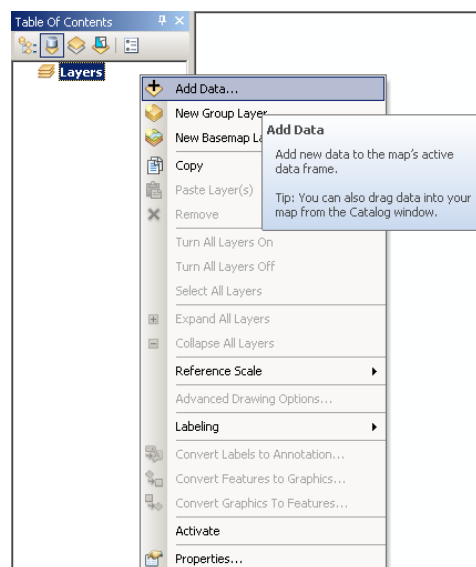 Table Of Contents
Layers
Add Data...
New Group Layer
New Basemap La
Add Data
Add new data to the map's active
data frame.
Tip: You can also drag data into your
map from the Catalog window.
Copy
Paste Layer(s)
Remove
Turn All Layers On
Turn All Layers Off
Select All Layers
Expand All Layers
Collapse All Layers
Reference Scale
Advanced Drawing Options...
Labeling
Convert Labels to Annotation...
Convert Features to Graphics...
Convert Graphics To Features...
Activate
Properties...